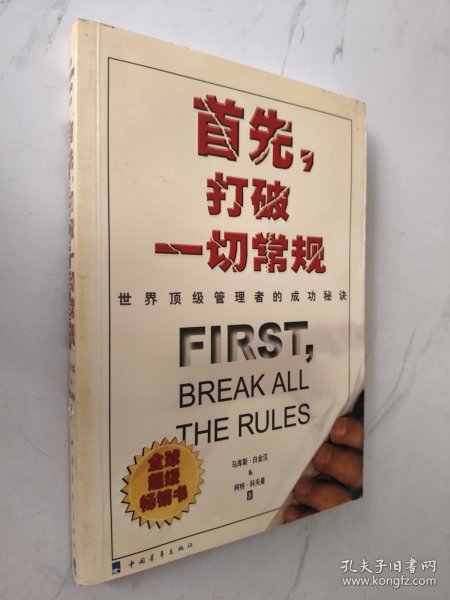 首先，
打破
一切常规
世界顶级管理者的成功秘诀
FIRST,
BREAK ALL
THE RULES
马库斯·白金汉
&
柯特·科夫曼
著
全球
超级
畅销书
中国青年出版社
孔夫子旧书网
www.kongfz.com